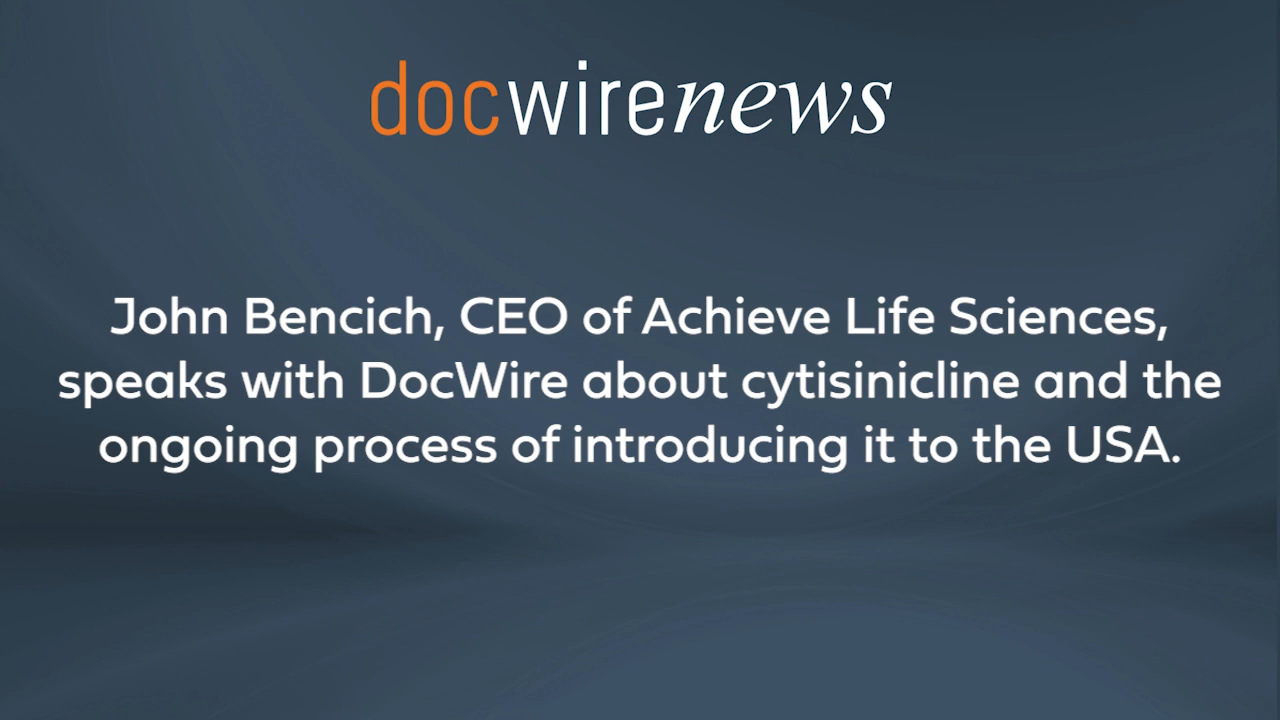 docwirenews
John Bencich, CEO of Achieve Life Sciences,
speaks with DocWire about cytisinicline and the
ongoing process of introducing it to the USA.